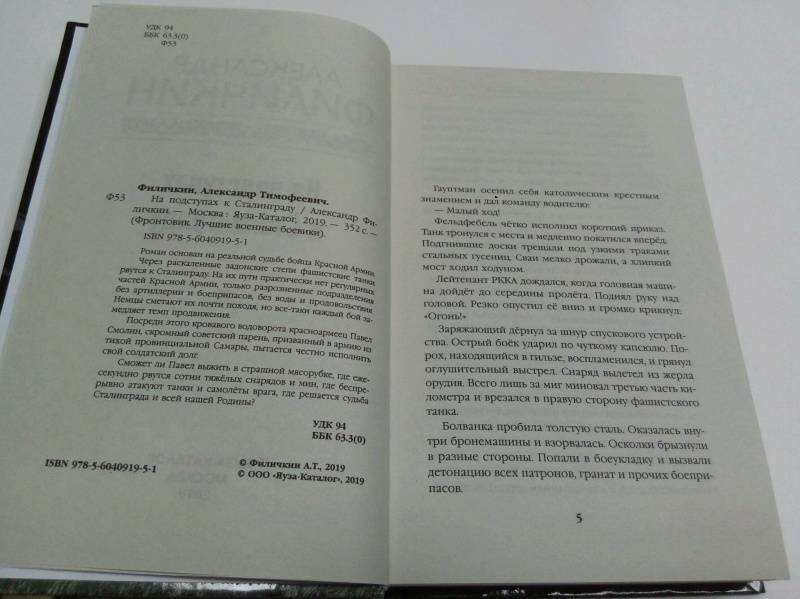 УДК 94
ББК 63.3(0)
Ф53
АЛЕКСАНДР
ФИЛИЧКИН
Филичкин, Александр Тимофеевич.
Ф53 На подступах к Сталинграду / Александр Фи-
личкин. — Москва : Яуза-Каталог, 2019. — 352 с. —
(Фронтовик. Лучшие военные боевики).
ISBN 978-5-6040919-5-1
Роман основан на реальной судьбе бойца Красной Армии.
Через раскаленные задонские степи фашистские танки
рвутся к Сталинграду. На их пути практически нет регулярных
частей Красной Армии, только разрозненные подразделения
без артиллерии и боеприпасов, без воды и продовольствия.
Немцы сметают их почти походя, но все-таки каждый бой за-
медляет темп продвижения.
Посреди этого кровавого водоворота красноармеец Павел
Смолин, скромный советский парень, призванный в армию из
тихой провинциальной Самары, пытается честно исполнить
свой солдатский долг.
Сможет ли Павел выжить в страшной мясорубке, где еже-
секундно рвутся сотни тяжёлых снарядов и мин, где беспре-
рывно атакуют танки и самолёты врага, где решается судьба
Сталинграда и всей нашей Родины?
УДК 94
ББК 63.3(0)
© Филичкин А.Т., 2019
ISBN 978-5-6040919-5-1 © ООО «Яуза-Каталог», 2019
Гауптман осенил себя католическим крестным
знамением и дал команду водителю:
— Малый ход!
Фельдфебель чётко исполнил короткий приказ.
Танк тронулся с места и медленно покатился вперёд.
Подгнившие доски трещали под узкими траками
стальных гусениц. Сваи мелко дрожали, а хлипкий
мост ходил ходуном.
Лейтенант РККА дождался, когда головная маши-
на дойдёт до середины пролёта. Поднял руку над
головой. Резко опустил её вниз и громко крикнул:
«Огонь!»
Заряжающий дёрнул за шнур спускового устрой-
ства. Острый боёк ударил по чуткому капсюлю. По-
рох, находящийся в гильзе, воспламенился, и грянул
оглушительный выстрел. Снаряд вылетел из жерла
орудия. Всего лишь за миг миновал третью часть ки-
лометра и врезался в правую сторону фашистского
танка.
Болванка пробила толстую сталь. Оказалась вну-
три бронемашины и взорвалась. Осколки брызнули
в разные стороны. Попали в боеукладку и вызвали
детонацию всех патронов, гранат и прочих боепри-
пасов.
5